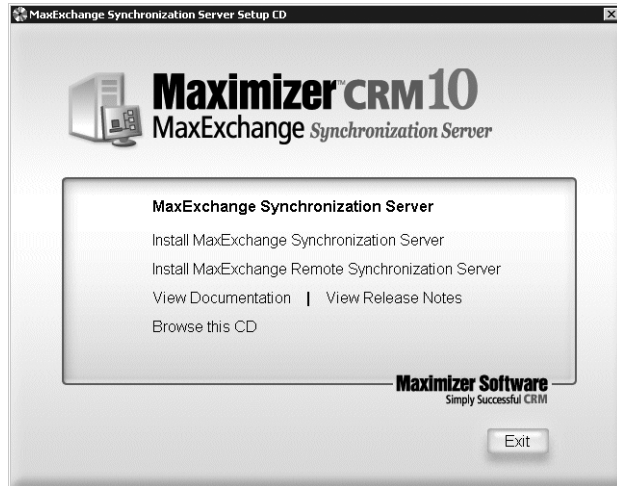 MaxExchange Synchronization Server Setup CD
Maximizer™ CRM 10
MaxExchange Synchronization Server
MaxExchange Synchronization Server
Install MaxExchange Synchronization Server
Install MaxExchange Remote Synchronization Server
View Documentation | View Release Notes
Browse this CD
Maximizer Software
Simply Successful CRM
Exit